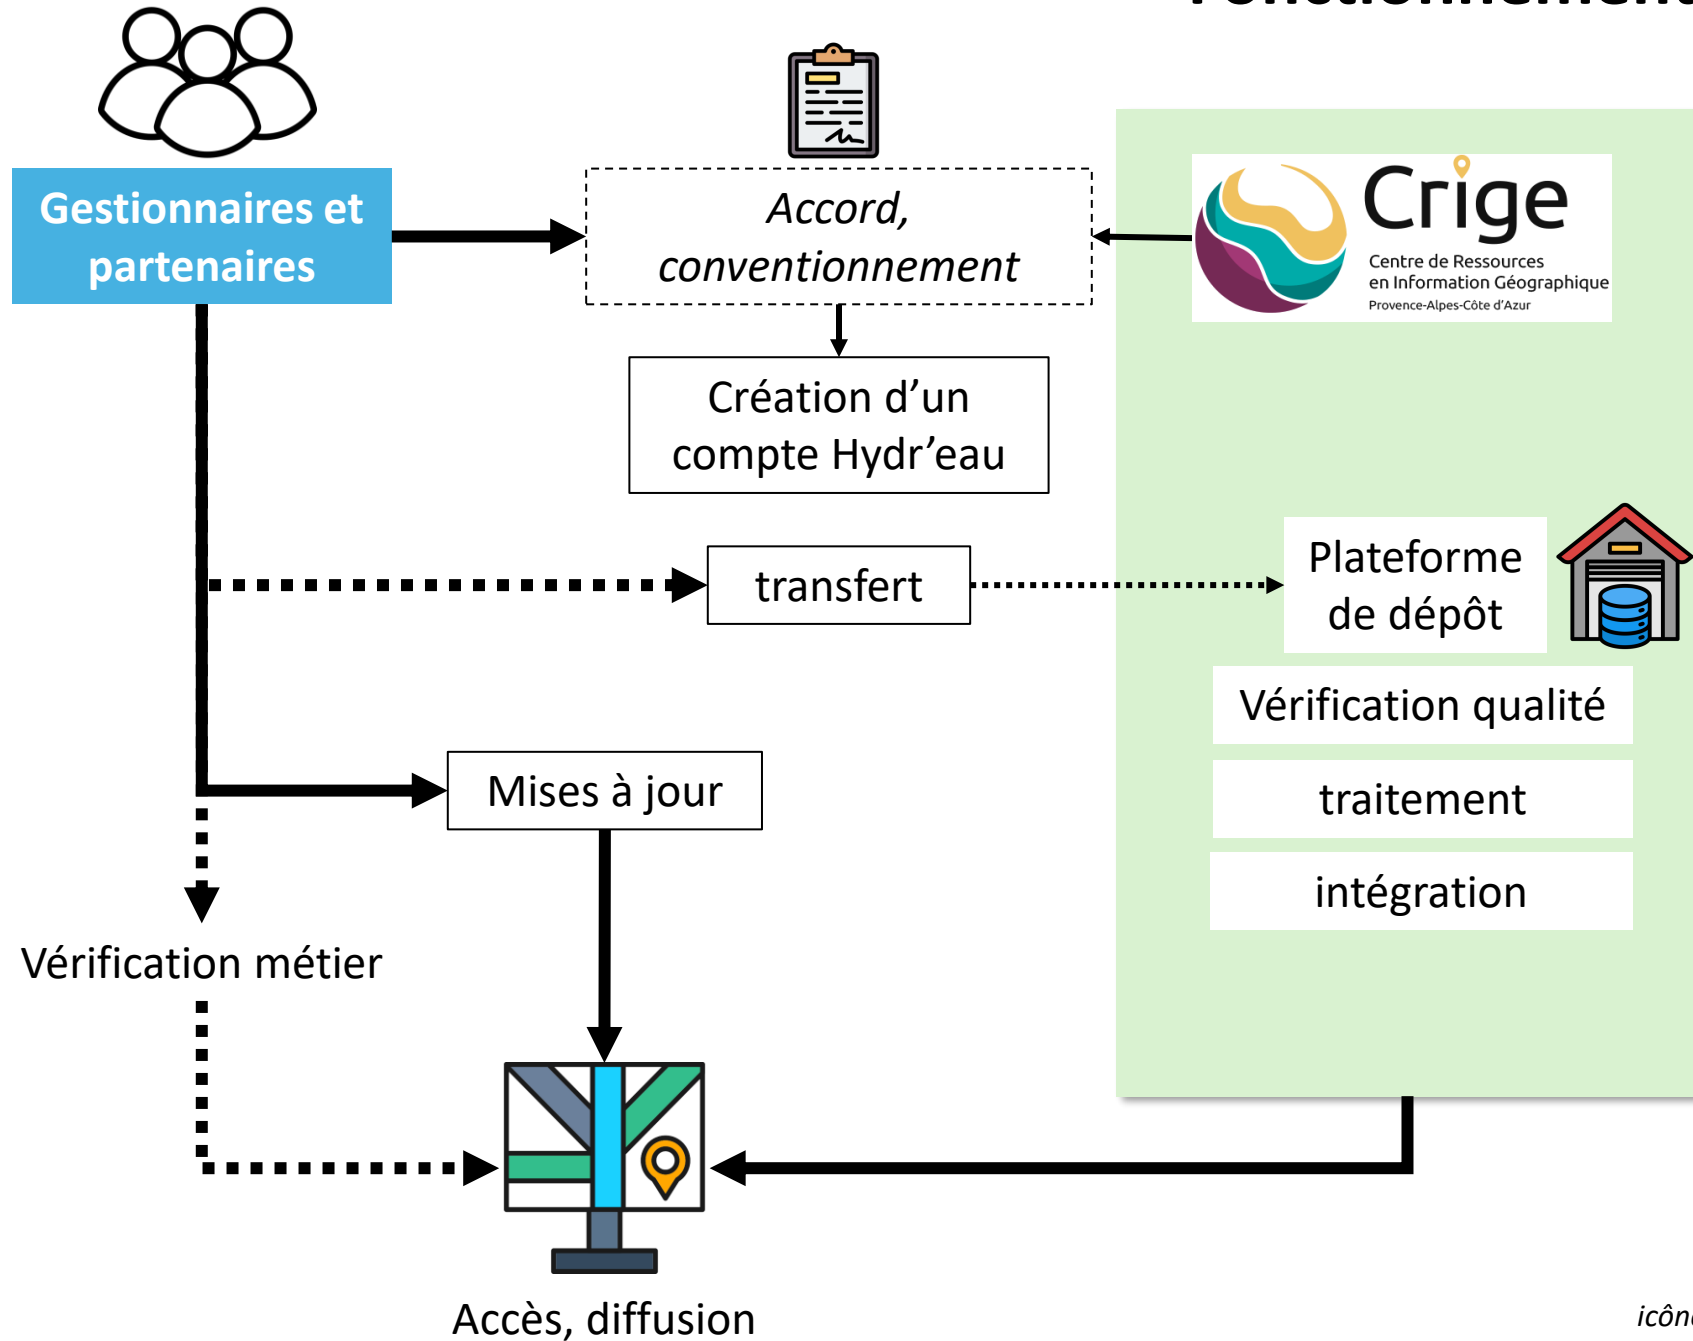 Fonctionnement
Gestionnaires et
partenaires
Accord,
conventionnement
Crige
Centre de Ressources
en Information Géographique
Provence-Alpes-Côte d'Azur
Création d’un
compte Hydr’eau
transfert
Plateforme
de dépôt
Vérification qualité
Mises à jour
traitement
intégration
Vérification métier
Accès, diffusion